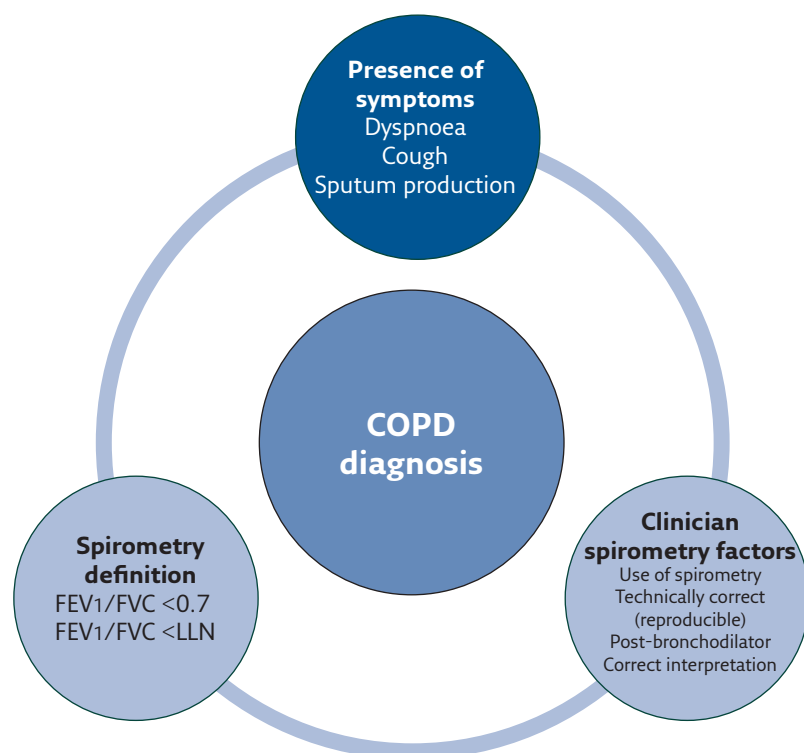 Presence of
symptoms
Dyspnoea
Cough
Sputum production
COPD
diagnosis
Spirometry
definition
FEV1/FVC <0.7
FEV1/FVC <LLN
Clinician
spirometry factors
Use of spirometry
Technically correct
(reproducible)
Post-bronchodilator
Correct interpretation